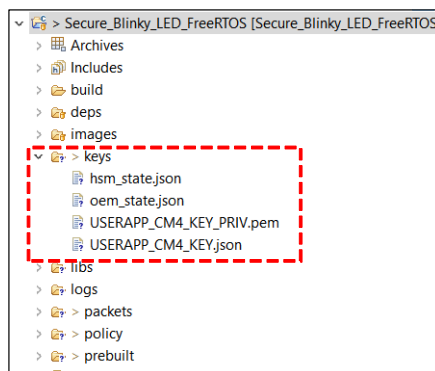 > Secure_Blinky_LED_FreeRTOS [Secure_Blinky_LED_FreeRTOS
Archives
Includes
build
deps
images
> keys
hsm_state.json
oem_state.json
USERAPP_CM4_KEY_PRIV.pem
USERAPP_CM4_KEY.json
libs
logs
> packets
> policy
> prebuilt